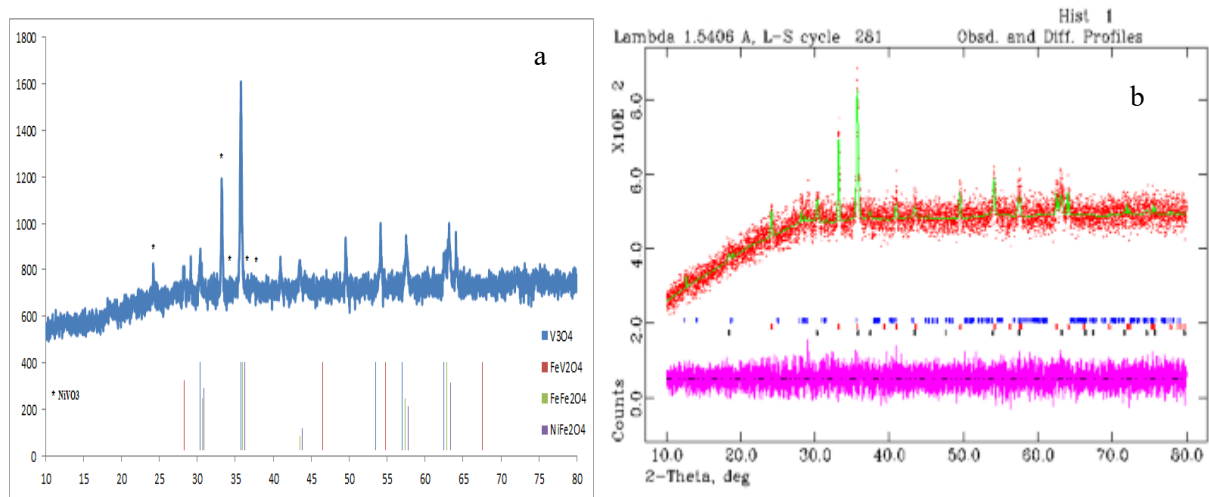 a
1800
1600
1400
1200
1000
800
600
400
200
0
10 15 20 25 30 35 40 45 50 55 60 65 70 75 80
* * * * * *
* NiVO3
V3O4
FeV2O4
FeFe2O4
NiFe2O4
Hist 1
Lambda 1.5406 A, L-S cycle 281 Obsd. and Diff. Profiles
b
X10E 2
8.0
6.0
4.0
2.0
0.0
Counts
10.0 20.0 30.0 40.0 50.0 60.0 70.0 80.0
2-Theta, deg